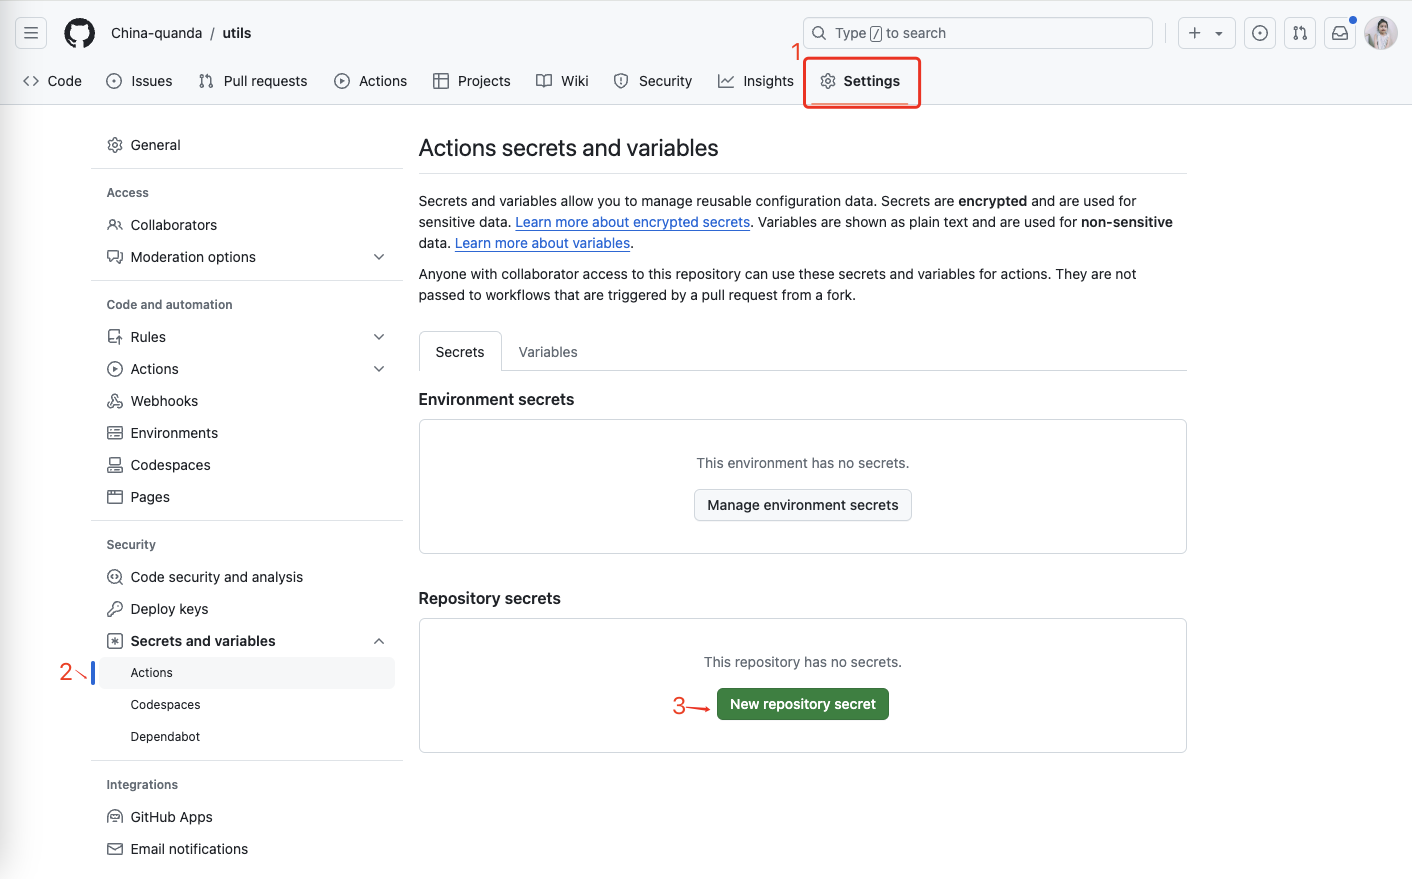 China-quanda / utils
Type / to search
1
Code Issues Pull requests Actions Projects Wiki Security Insights Settings
General
Access
Collaborators
Moderation options
Code and automation
Rules
Actions
Webhooks
Environments
Codespaces
Pages
Security
Code security and analysis
Deploy keys
Secrets and variables
2
Actions
Codespaces
Dependabot
Integrations
GitHub Apps
Email notifications
Actions secrets and variables
Secrets and variables allow you to manage reusable configuration data. Secrets are encrypted and are used for
sensitive data. Learn more about encrypted secrets. Variables are shown as plain text and are used for non-sensitive
data. Learn more about variables.
Anyone with collaborator access to this repository can use these secrets and variables for actions. They are not
passed to workflows that are triggered by a pull request from a fork.
Secrets Variables
Environment secrets
This environment has no secrets.
Manage environment secrets
Repository secrets
This repository has no secrets.
3
New repository secret